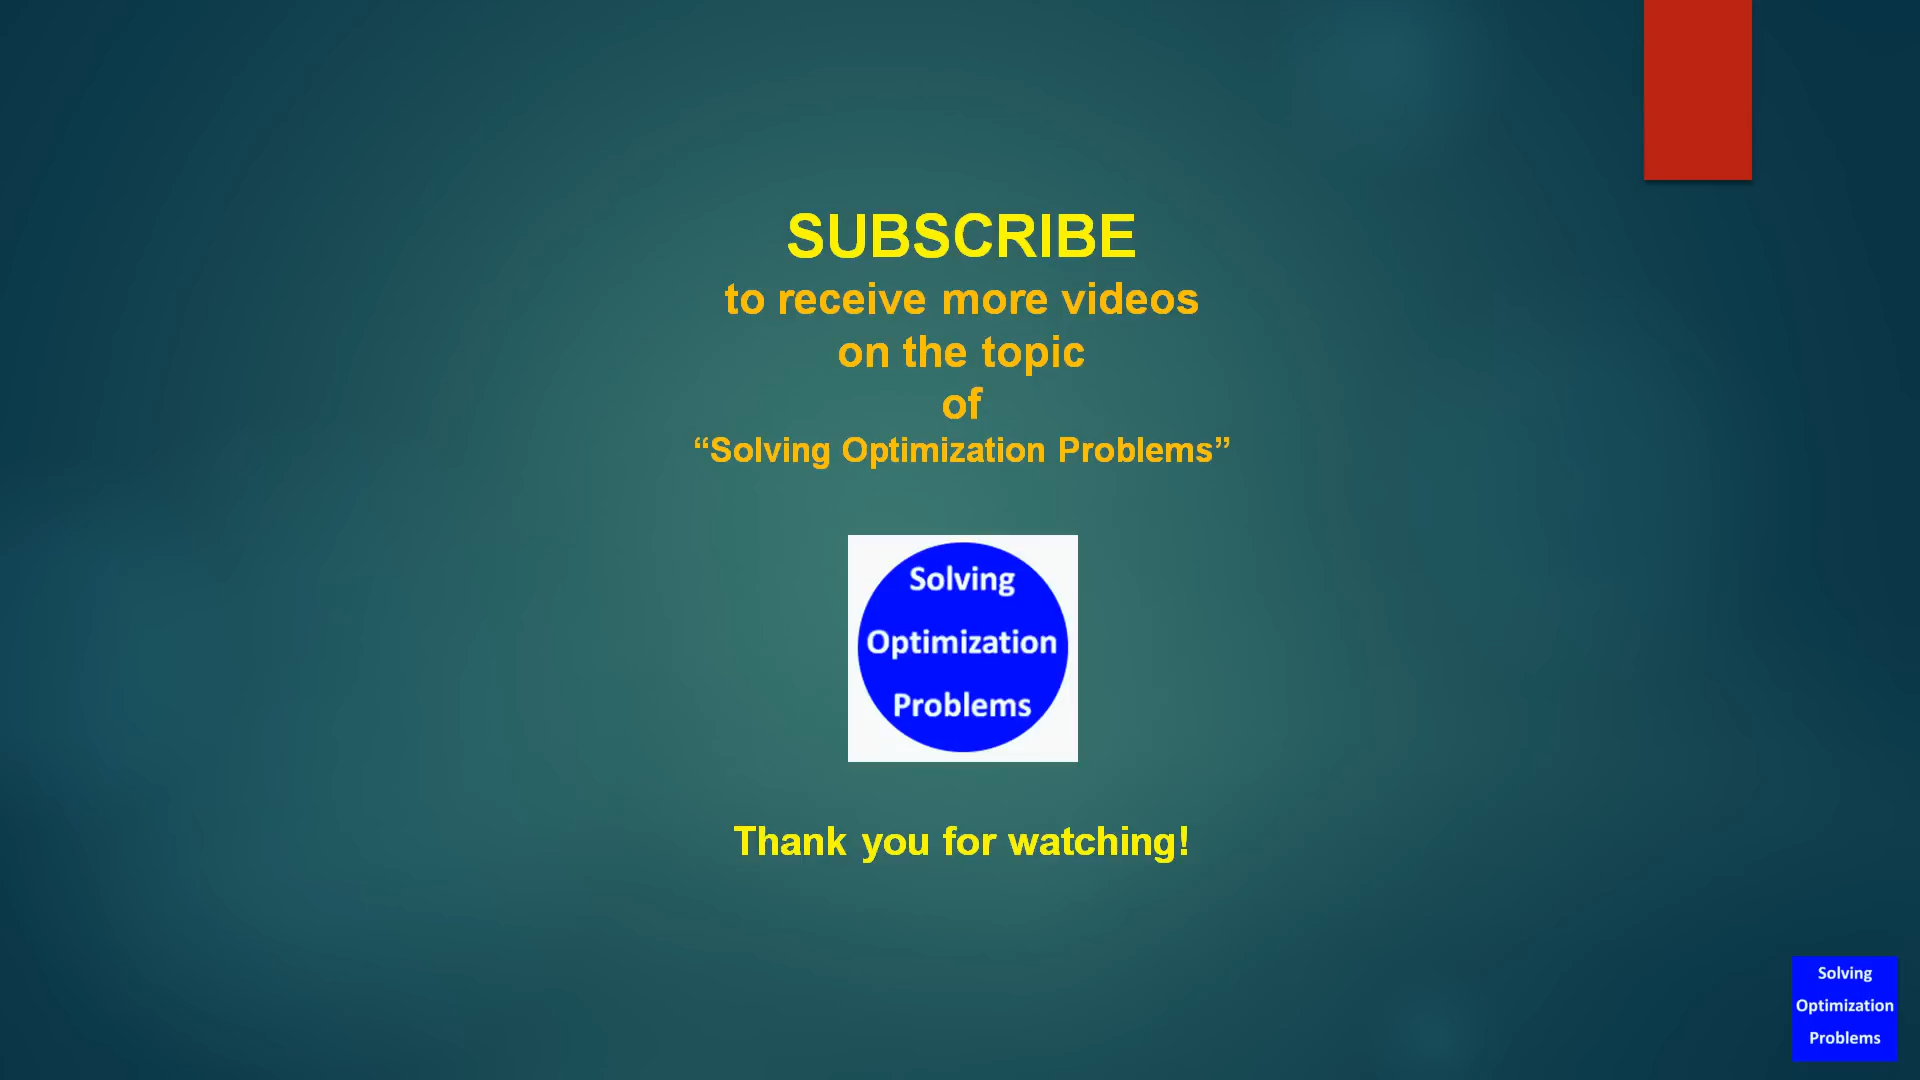 SUBSCRIBE
to receive more videos
on the topic
of
“Solving Optimization Problems”
Solving
Optimization
Problems
Thank you for watching!
Solving
Optimization
Problems